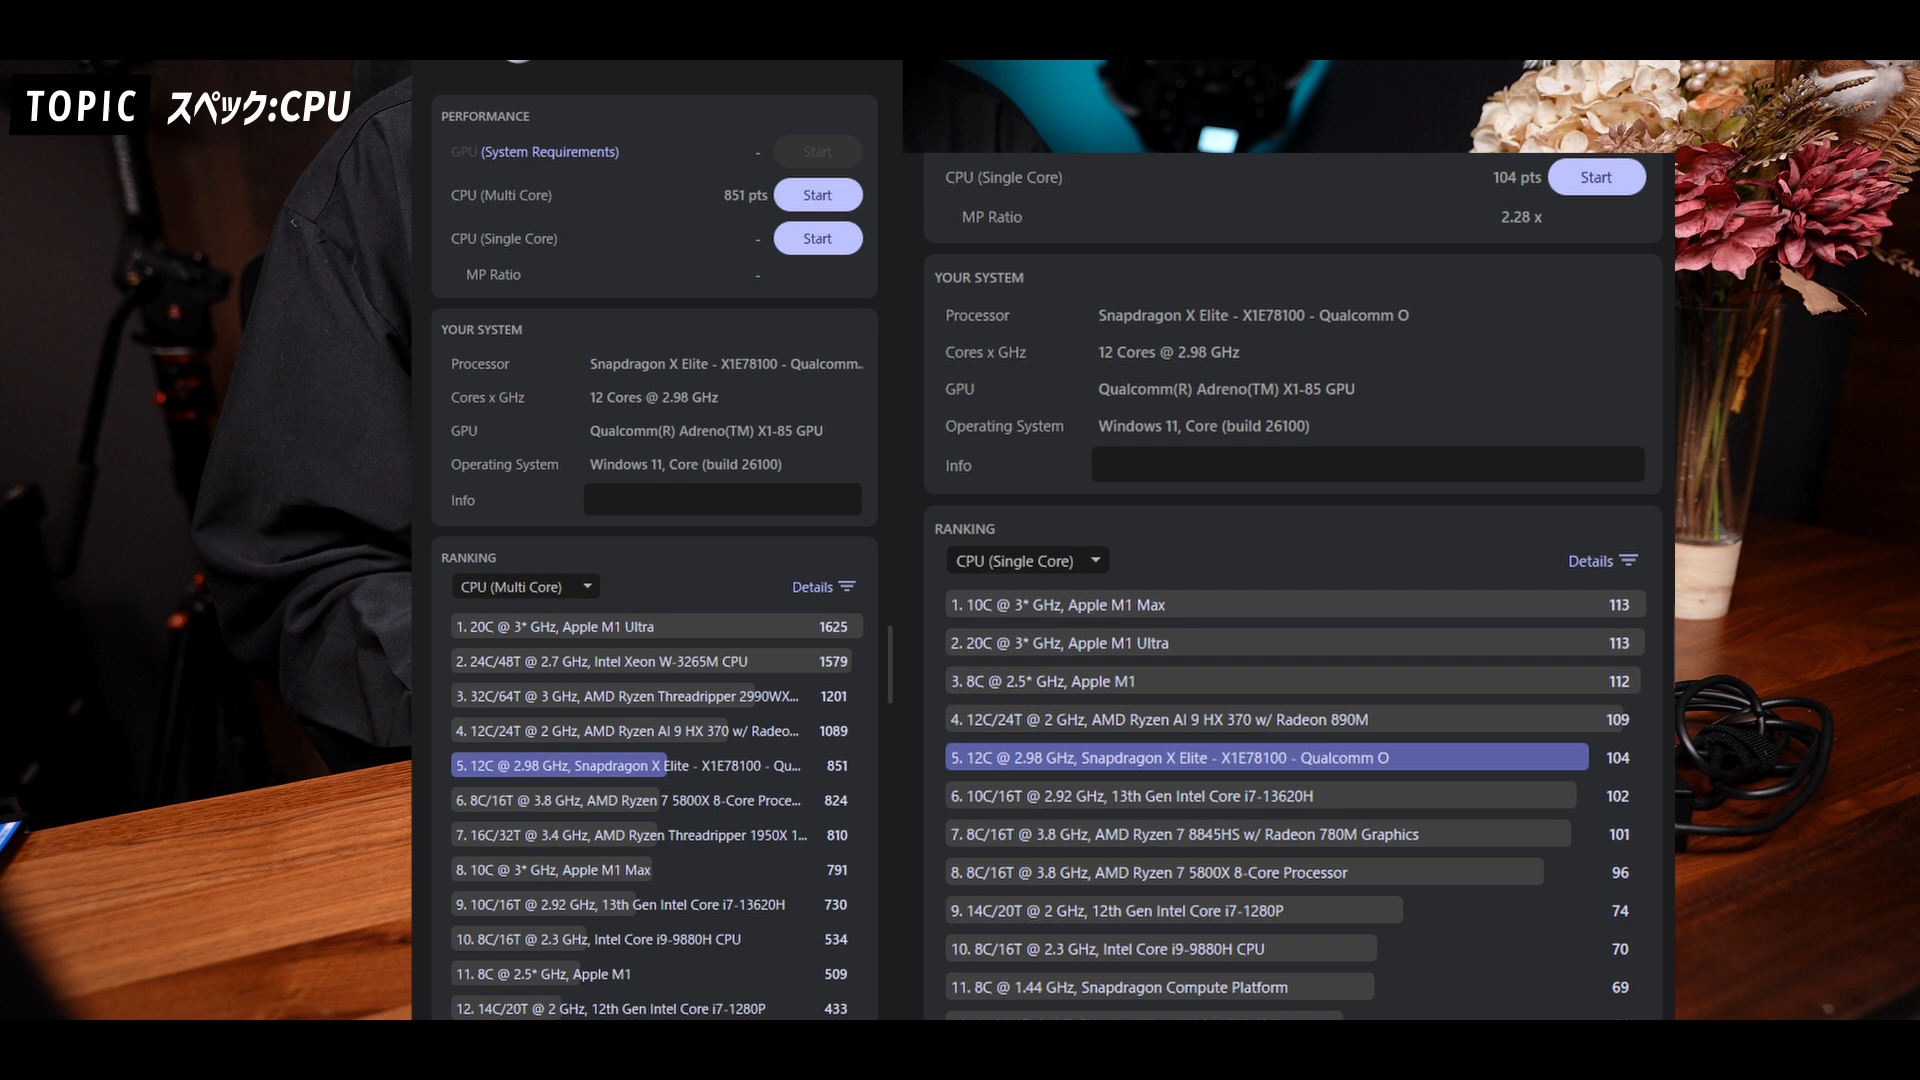 TOPIC スペック:CPU
PERFORMANCE
GPU (System Requirements) - Start
CPU (Multi Core) 851 pts Start
CPU (Single Core) - Start
MP Ratio -
YOUR SYSTEM
Processor Snapdragon X Elite - X1E78100 - Qualcomm..
Cores x GHz 12 Cores @ 2.98 GHz
GPU Qualcomm(R) Adreno(TM) X1-85 GPU
Operating System Windows 11, Core (build 26100)
Info
RANKING
CPU (Multi Core) Details
1. 20C @ 3* GHz, Apple M1 Ultra 1625
2. 24C/48T @ 2.7 GHz, Intel Xeon W-3265M CPU 1579
3. 32C/64T @ 3 GHz, AMD Ryzen Threadripper 2990WX... 1201
4. 12C/24T @ 2 GHz, AMD Ryzen AI 9 HX 370 w/ Radeo... 1089
5. 12C @ 2.98 GHz, Snapdragon X Elite - X1E78100 - Qu... 851
6. 8C/16T @ 3.8 GHz, AMD Ryzen 7 5800X 8-Core Proce... 824
7. 16C/32T @ 3.4 GHz, AMD Ryzen Threadripper 1950X 1... 810
8. 10C @ 3* GHz, Apple M1 Max 791
9. 10C/16T @ 2.92 GHz, 13th Gen Intel Core i7-13620H 730
10. 8C/16T @ 2.3 GHz, Intel Core i9-9880H CPU 534
11. 8C @ 2.5* GHz, Apple M1 509
12. 14C/20T @ 2 GHz, 12th Gen Intel Core i7-1280P 433
CPU (Single Core) 104 pts Start
MP Ratio 2.28 x
YOUR SYSTEM
Processor Snapdragon X Elite - X1E78100 - Qualcomm O
Cores x GHz 12 Cores @ 2.98 GHz
GPU Qualcomm(R) Adreno(TM) X1-85 GPU
Operating System Windows 11, Core (build 26100)
Info
RANKING
CPU (Single Core) Details
1. 10C @ 3* GHz, Apple M1 Max 113
2. 20C @ 3* GHz, Apple M1 Ultra 113
3. 8C @ 2.5* GHz, Apple M1 112
4. 12C/24T @ 2 GHz, AMD Ryzen AI 9 HX 370 w/ Radeon 890M 109
5. 12C @ 2.98 GHz, Snapdragon X Elite - X1E78100 - Qualcomm O 104
6. 10C/16T @ 2.92 GHz, 13th Gen Intel Core i7-13620H 102
7. 8C/16T @ 3.8 GHz, AMD Ryzen 7 8845HS w/ Radeon 780M Graphics 101
8. 8C/16T @ 3.8 GHz, AMD Ryzen 7 5800X 8-Core Processor 96
9. 14C/20T @ 2 GHz, 12th Gen Intel Core i7-1280P 74
10. 8C/16T @ 2.3 GHz, Intel Core i9-9880H CPU 70
11. 8C @ 1.44 GHz, Snapdragon Compute Platform 69